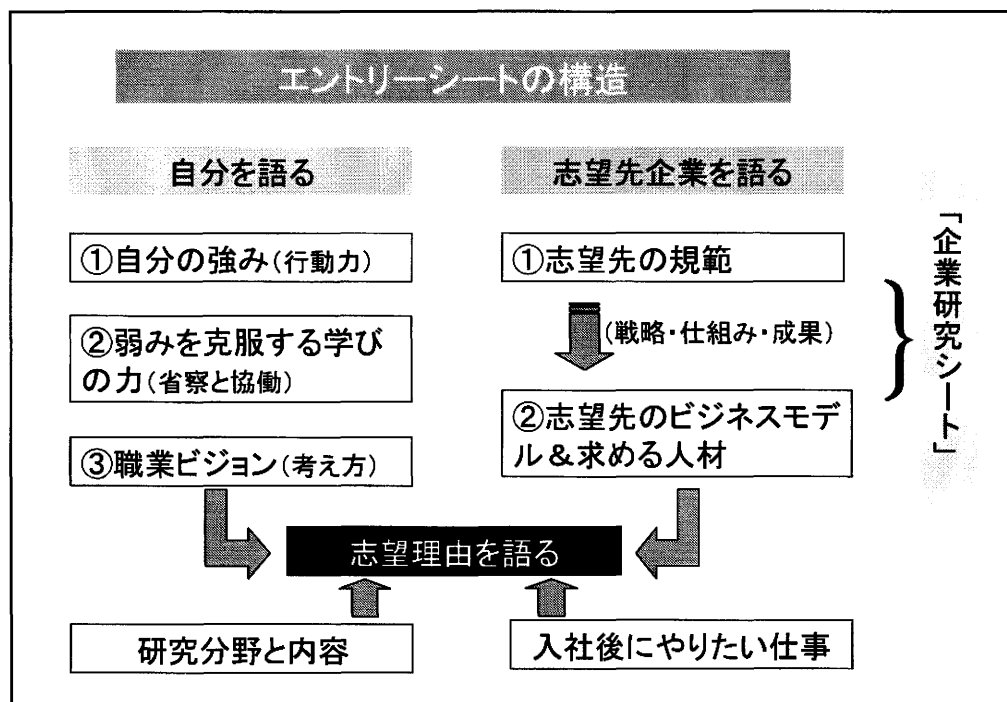 エントリーシートの構造
自分を語る
①自分の強み(行動力)
②弱みを克服する学び
の力(省察と協働)
③職業ビジョン(考え方)
志望先企業を語る
①志望先の規範
(戦略・仕組み・成果)
②志望先のビジネスモデ
ル&求める人材
「企業研究シート」
志望理由を語る
研究分野と内容
入社後にやりたい仕事